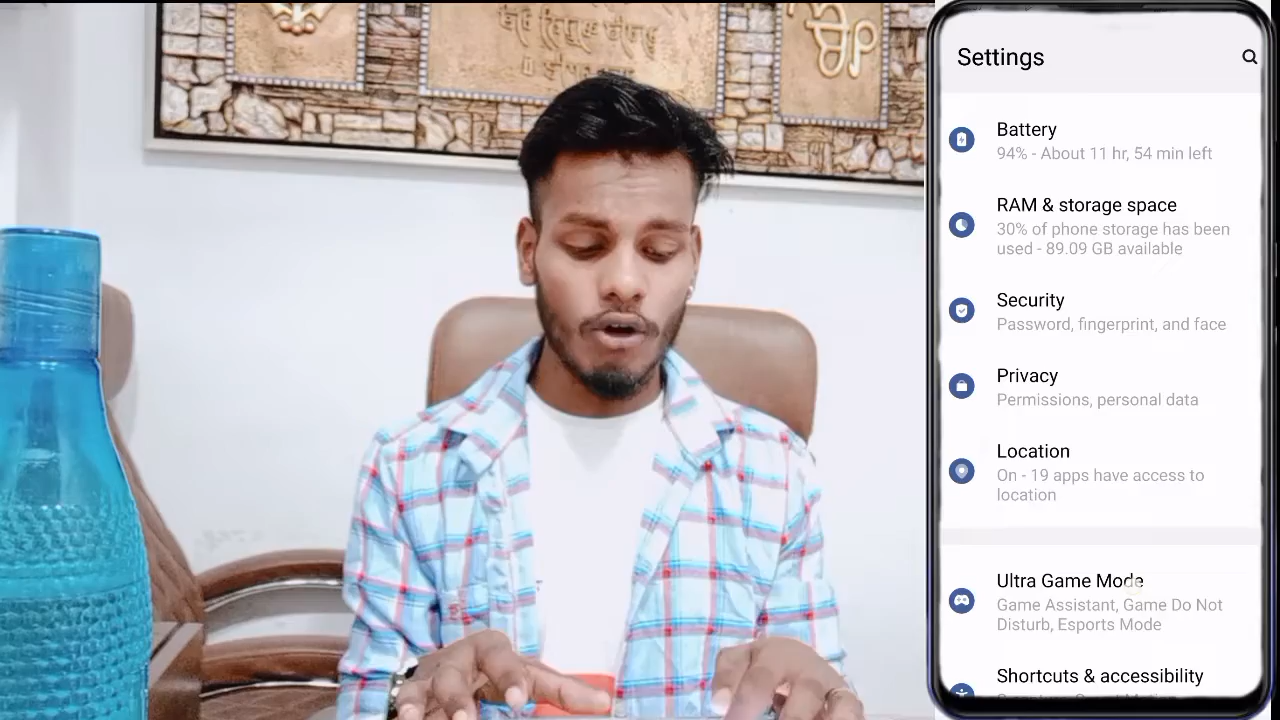 Settings
Battery
94% - About 11 hr, 54 min left
RAM & storage space
30% of phone storage has been
used - 89.09 GB available
Security
Password, fingerprint, and face
Privacy
Permissions, personal data
Location
On - 19 apps have access to
location
Ultra Game Mode
Game Assistant, Game Do Not
Disturb, Esports Mode
Shortcuts & accessibility